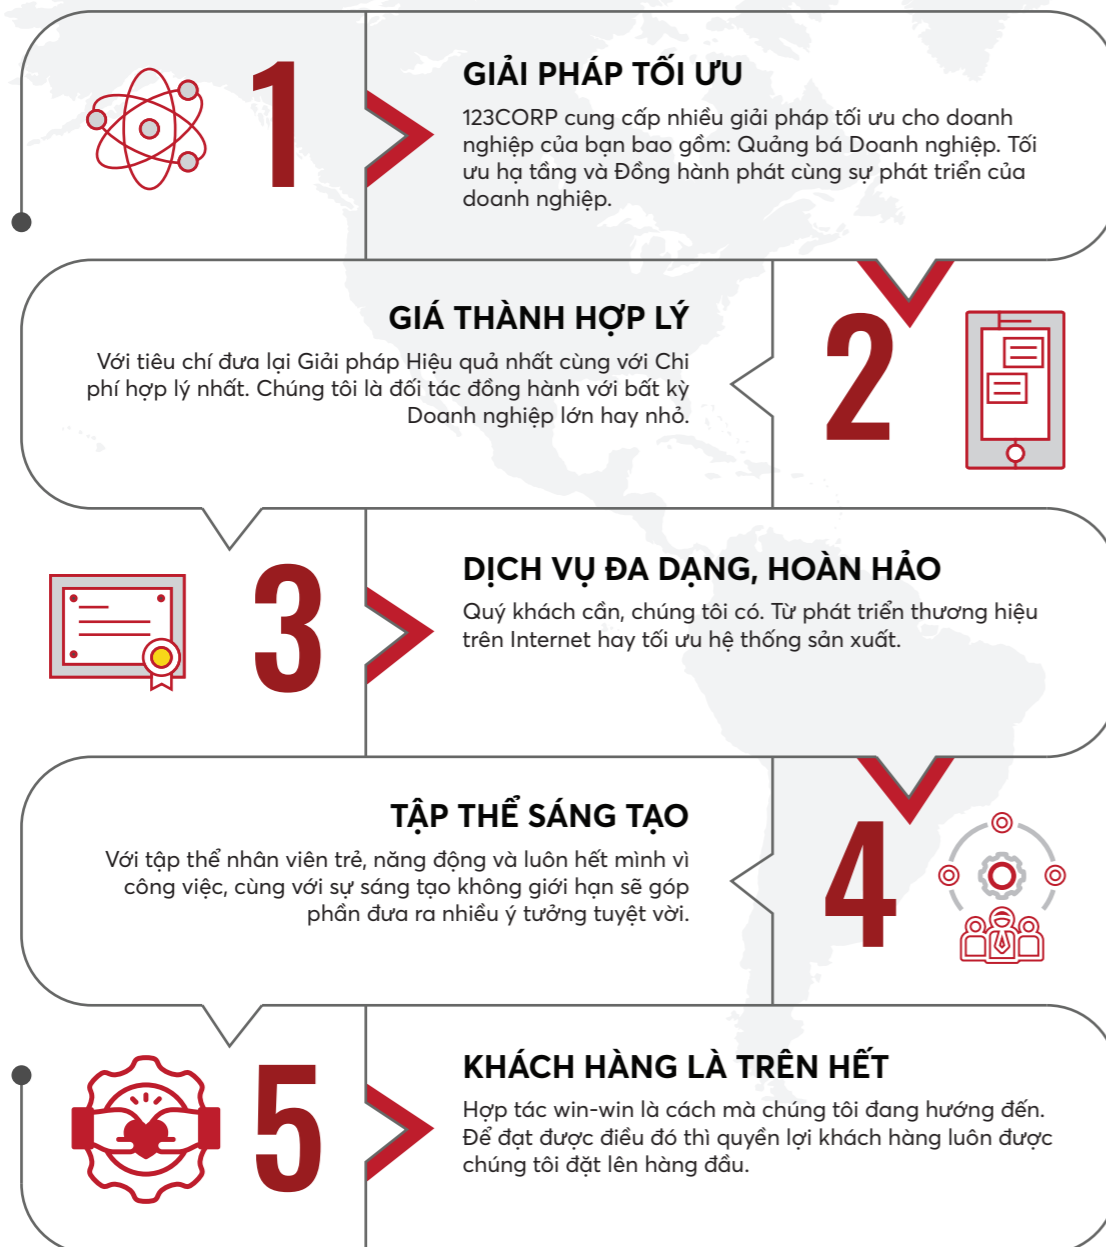 1
GIẢI PHÁP TỐI ƯU
123CORP cung cấp nhiều giải pháp tối ưu cho doanh
nghiệp của bạn bao gồm: Quảng bá Doanh nghiệp. Tối
ưu hạ tầng và Đồng hành phát cùng sự phát triển của
doanh nghiệp.
GIÁ THÀNH HỢP LÝ
Với tiêu chí đưa lại Giải pháp Hiệu quả nhất cùng với Chi
phí hợp lý nhất. Chúng tôi là đối tác đồng hành với bất kỳ
Doanh nghiệp lớn hay nhỏ.
2
3
DỊCH VỤ ĐA DẠNG, HOÀN HẢO
Quý khách cần, chúng tôi có. Từ phát triển thương hiệu
trên Internet hay tối ưu hệ thống sản xuất.
TẬP THỂ SÁNG TẠO
Với tập thể nhân viên trẻ, năng động và luôn hết mình vì
công việc, cùng với sự sáng tạo không giới hạn sẽ góp
phần đưa ra nhiều ý tưởng tuyệt vời.
4
5
KHÁCH HÀNG LÀ TRÊN HẾT
Hợp tác win-win là cách mà chúng tôi đang hướng đến.
Để đạt được điều đó thì quyền lợi khách hàng luôn được
chúng tôi đặt lên hàng đầu.